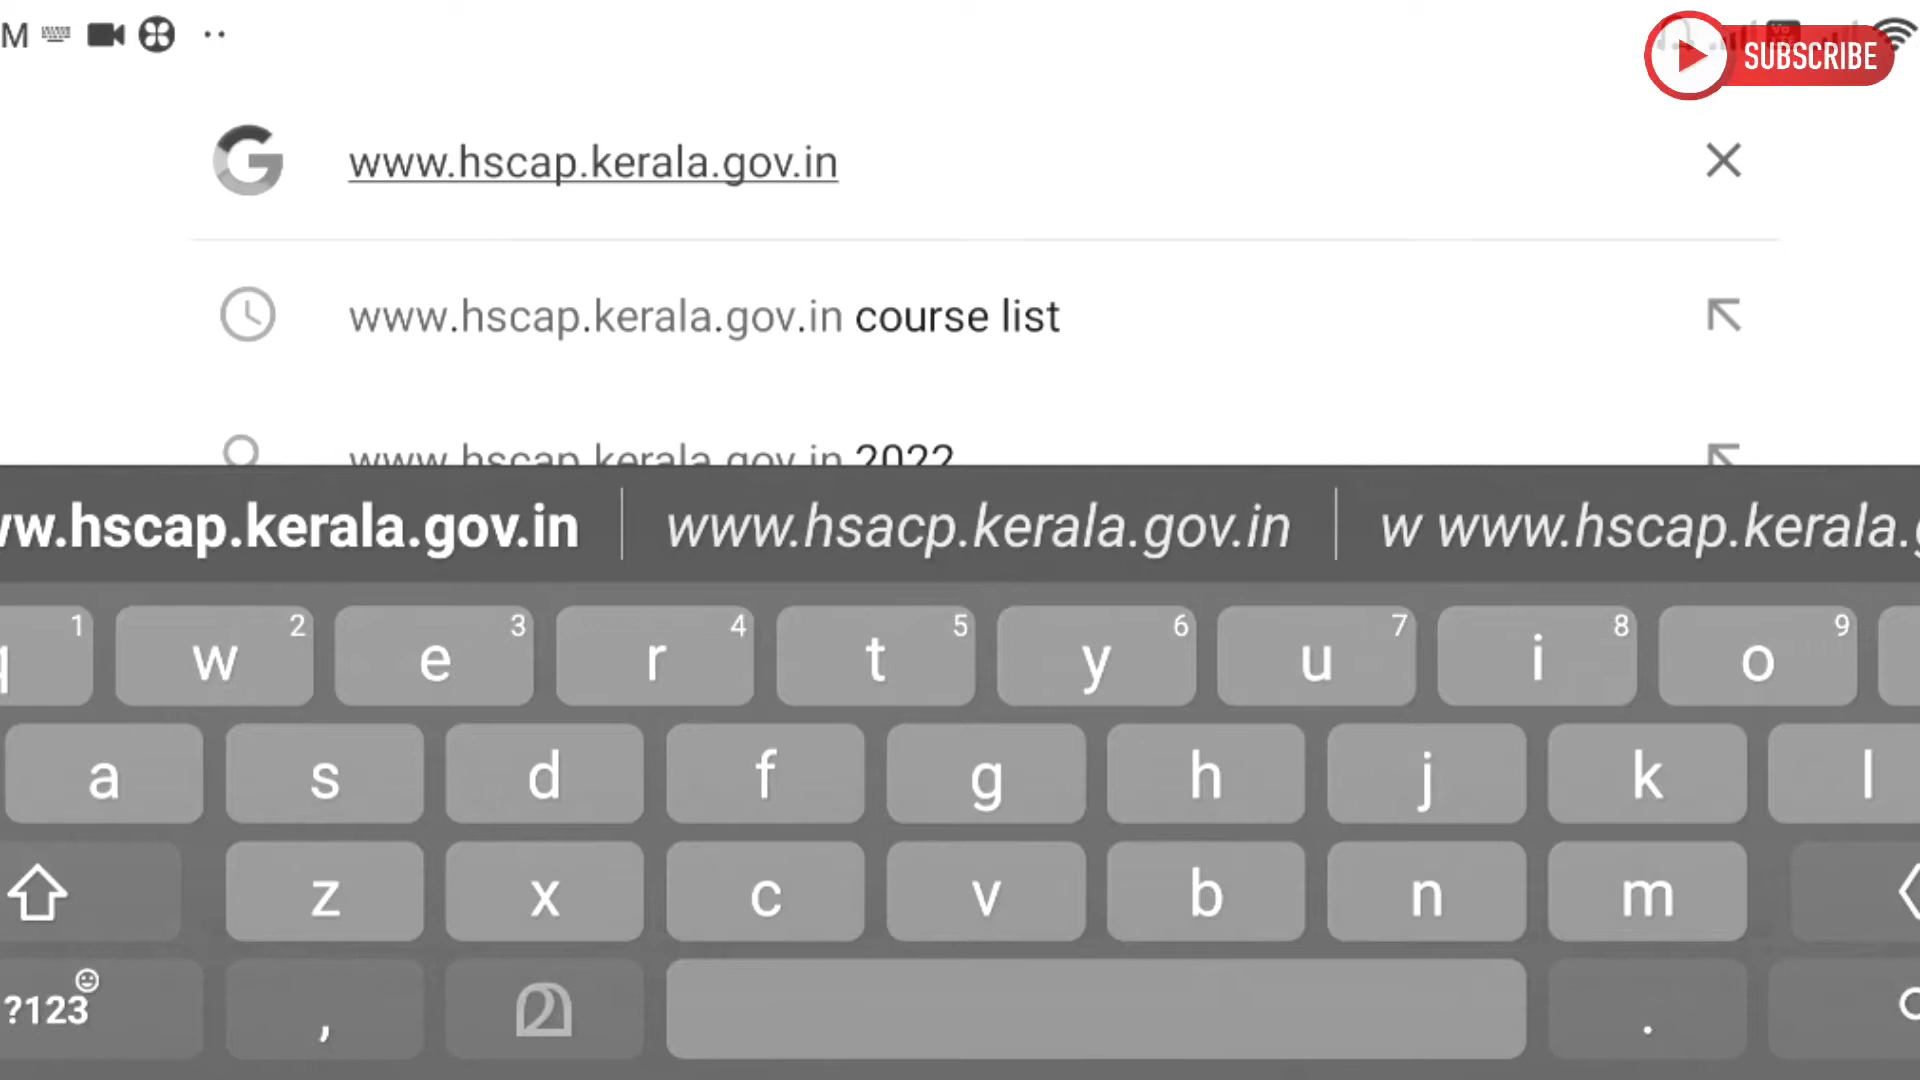 M
SUBSCRIBE
www.hscap.kerala.gov.in
www.hscap.kerala.gov.in course list
www.hscap.kerala.gov.in 2022
ww.hscap.kerala.gov.in www.hsacp.kerala.gov.in w www.hscap.kerala.g
q 1 w 2 e 3 r 4 t 5 y 6 u 7 i 8 o 9
a s d f g h j k l
z x c v b n m
?123 , മ .